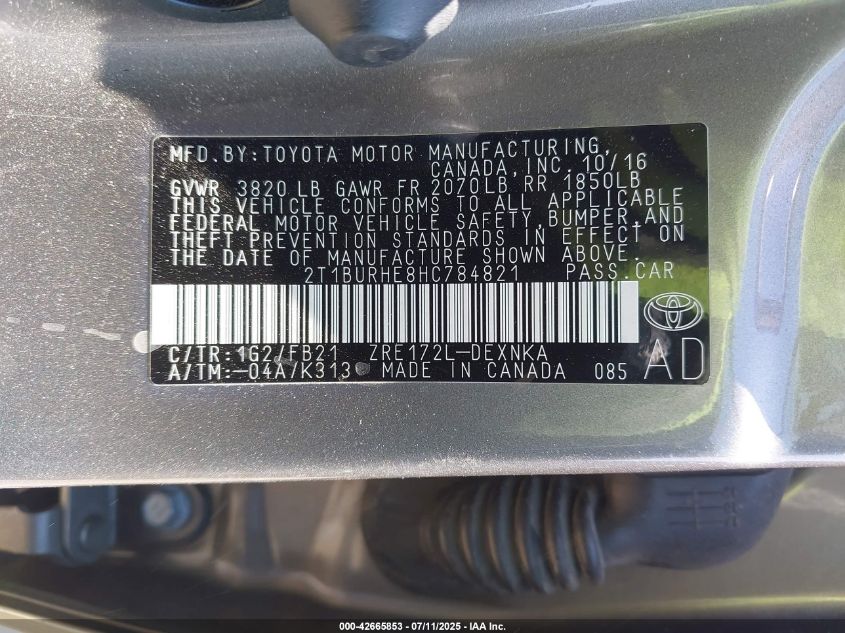 MFD.BY:TOYOTA MOTOR MANUFACTURING,
CANADA,INC. 10/16
GVWR 3820 LB GAWR FR 2070LB RR 1850LB
THIS VEHICLE CONFORMS TO ALL APPLICABLE
FEDERAL MOTOR VEHICLE SAFETY,BUMPER,AND
THEFT PREVENTION STANDARDS IN EFFECT ON
THE DATE OF MANUFACTURE SHOWN ABOVE.
2T1BURHE8HC784821 PASS.CAR
C/TR:1G2/FB21 ZRE172L-DEXNKA
A/TM:-04A/K313 MADE IN CANADA 085 AD
000-42665853 - 07/11/2025 - IAA Inc.